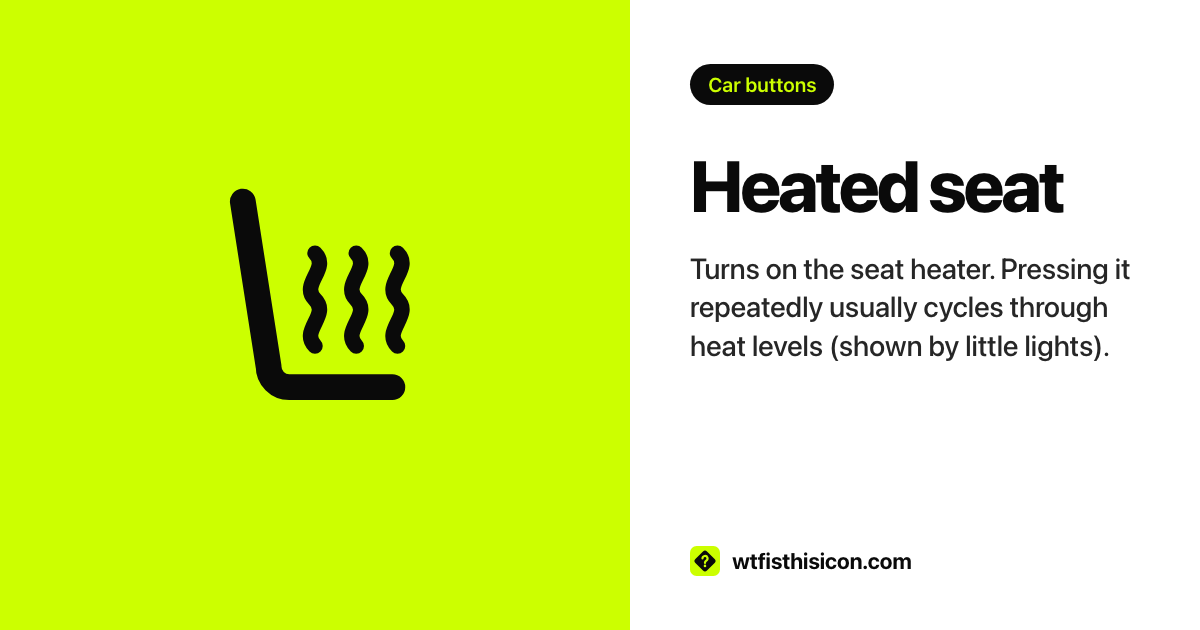 Car buttons
Heated seat
Turns on the seat heater. Pressing it
repeatedly usually cycles through
heat levels (shown by little lights).
?
wtfisthisicon.com